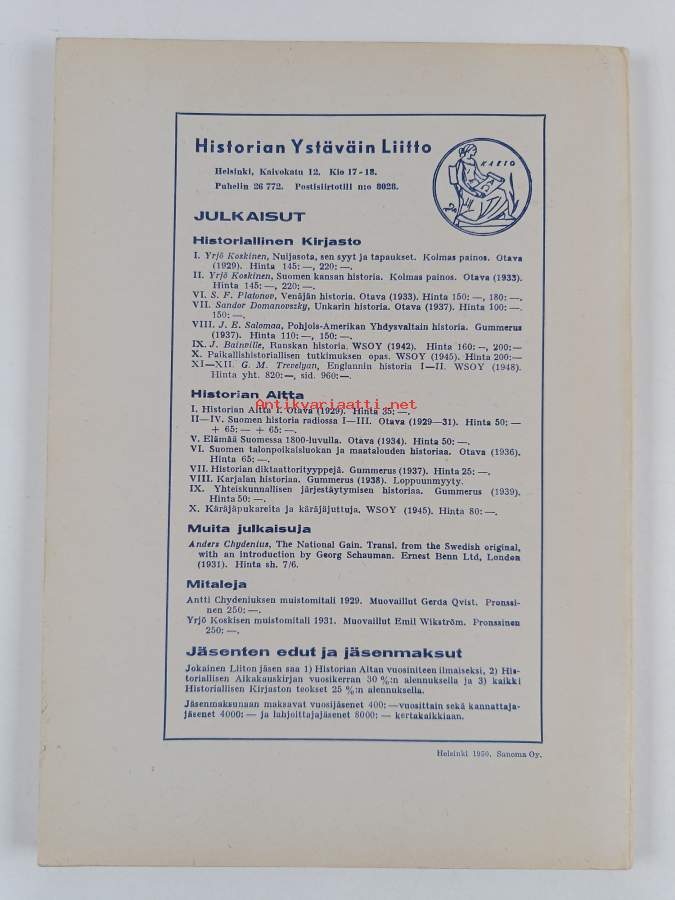 Historian Ystäväin Liitto
Helsinki, Kaivokatu 12. Klo 17-18.
Puhelin 26 772. Postisiirtotili n:o 8028.
KLEIO
JULKAISUT
Historiallinen Kirjasto
I. Yrjö Koskinen, Nuijasota, sen syyt ja tapaukset. Kolmas painos. Otava
(1929). Hinta 145: —, 220: —.
II. Yrjö Koskinen, Suomen kansan historia. Kolmas painos. Otava (1933).
Hinta 145: —, 220: —.
VI. S. F. Platonov, Venäjän historia. Otava (1933). Hinta 150: —, 180: —.
VII. Sandor Domanovszky, Unkarin historia. Otava (1937). Hinta 100: —.
150: —.
VIII. J. E. Salomaa, Pohjois-Amerikan Yhdysvaltain historia. Gummerus
(1937). Hinta 110: —, 150: —.
IX. J. Bainville, Ranskan historia. WSOY (1942). Hinta 160: —, 200: —
X. Paikallishistoriallisen tutkimuksen opas. WSOY (1945). Hinta 200: —
XI—XII. G. M. Trevelyan, Englannin historia I—II. WSOY (1948).
Hinta yht. 820: —, sid. 960: —.
Historian Aitta
Antikvariaatti.net
I. Historian Aitta I. Otava (1929). Hinta 35: —.
II—IV. Suomen historia radiossa I—III. Otava (1929—31). Hinta 50: —
+ 65: — + 65: —.
V. Elämää Suomessa 1800-luvulla. Otava (1934). Hinta 50: —.
VI. Suomen talonpoikaisluokan ja maatalouden historiaa. Otava (1936).
Hinta 65: —.
VII. Historian diktaattorityyppejä. Gummerus (1937). Hinta 25: —.
VIII. Karjalan historiaa. Gummerus (1938). Loppuunmyyty.
IX. Yhteiskunnallisen järjestäytymisen historiaa. Gummerus (1939).
Hinta 50: —.
X. Käräjäpukareita ja käräjäjuttuja. WSOY (1945). Hinta 80: —.
Muita julkaisuja
Anders Chydenius, The National Gain. Transl. from the Swedish original,
with an introduction by Georg Schauman. Ernest Benn Ltd, London
(1931). Hinta sh. 7/6.
Mitaleja
Antti Chydeniuksen muistomitali 1929. Muovaillut Gerda Qvist. Pronssi-
nen 250: —.
Yrjö Koskisen muistomitali 1931. Muovaillut Emil Wikström. Pronssinen
250: —.
Jäsenten edut ja jäsenmaksut
Jokainen Liiton jäsen saa 1) Historian Aitan vuosiniteen ilmaiseksi, 2) His-
toriallisen Aikakauskirjan vuosikerran 30 %:n alennuksella ja 3) kaikki
Historiallisen Kirjaston teokset 25 %:n alennuksella.
Jäsenmaksunaan maksavat vuosijäsenet 400: — vuosittain sekä kannattaja-
jäsenet 4000: — ja lahjoittajajäsenet 8000: — kertakaikkiaan.
Helsinki 1950, Sanoma Oy.